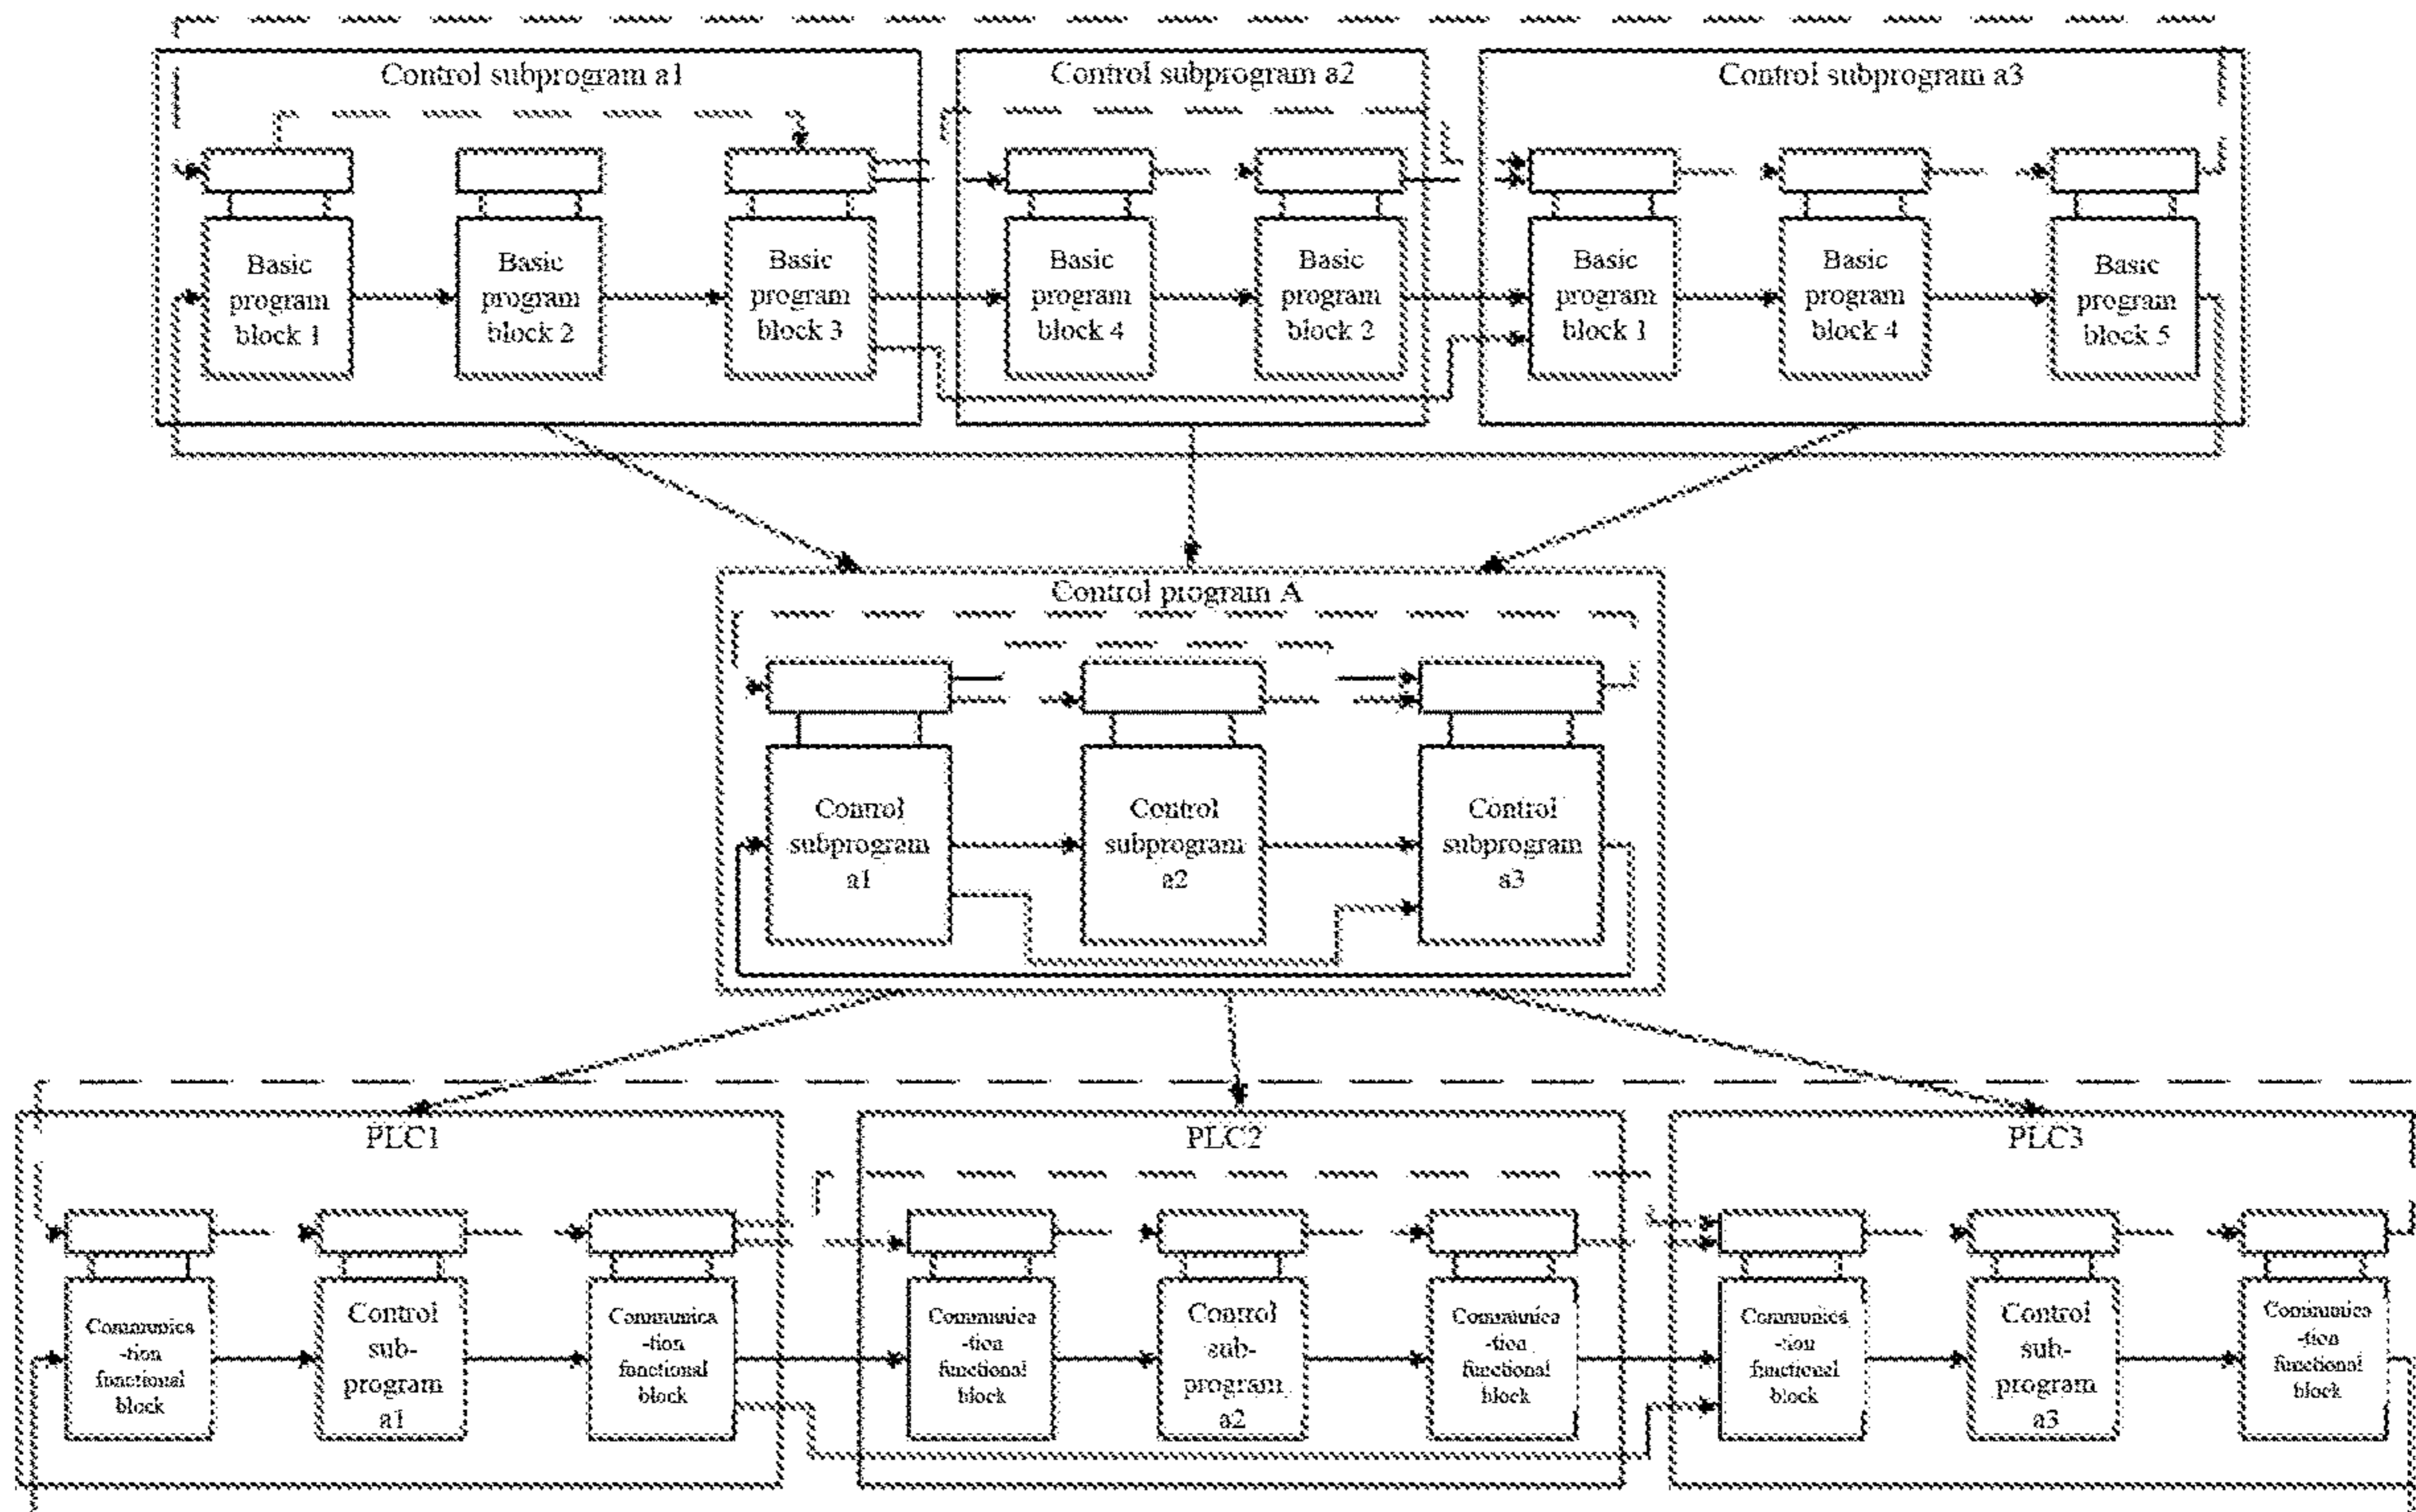 Control subprogram a1
Control subprogram a2
Control subprogram a3
Basic
program
block 1
Basic
program
block 2
Basic
program
block 3
Basic
program
block 4
Basic
program
block 2
Basic
program
block 1
Basic
program
block 4
Basic
program
block 5
Control program A
Control
subprogram
a1
Control
subprogram
a2
Control
subprogram
a3
PLC1
PLC2
PLC3
Communica
-tion
functional
block
Control
sub-
program
a1
Communica
-tion
functional
block
Communica
-tion
functional
block
Control
sub-
program
a2
Communica
-tion
functional
block
Communica
-tion
functional
block
Control
sub-
program
a3
Communica
-tion
functional
block